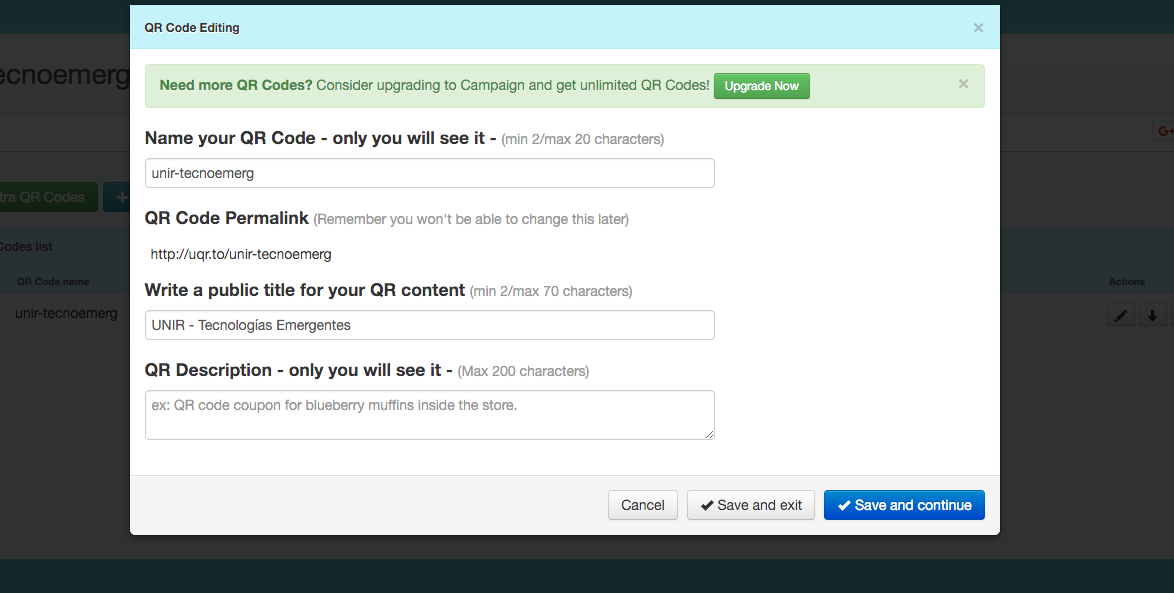 QR Code Editing ×
ecnoemerg
Need more QR Codes? Consider upgrading to Campaign and get unlimited QR Codes! Upgrade Now ×
Name your QR Code - only you will see it - (min 2/max 20 characters)
G+
unir-tecnoemerg
tra QR Codes +
QR Code Permalink (Remember you won't be able to change this later)
Codes list
http://uqr.to/unir-tecnoemerg
QR Code name
Actions
Write a public title for your QR content (min 2/max 70 characters)
unir-tecnoemerg
UNIR - Tecnologías Emergentes
QR Description - only you will see it - (Max 200 characters)
ex: QR code coupon for blueberry muffins inside the store.
Cancel
Save and exit
Save and continue